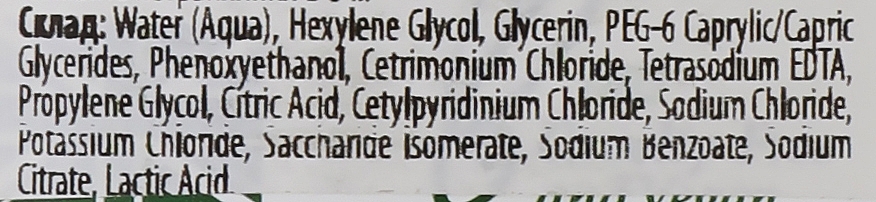 Склад: Water (Aqua), Hexylene Glycol, Glycerin, PEG-6 Caprylic/Capric
Glycerides, Phenoxyethanol, Cetrimonium Chloride, Tetrasodium EDTA,
Propylene Glycol, Citric Acid, Cetylpyridinium Chloride, Sodium Chloride,
Potassium Chloride, Saccharide Isomerate, Sodium Benzoate, Sodium
Citrate, Lactic Acid